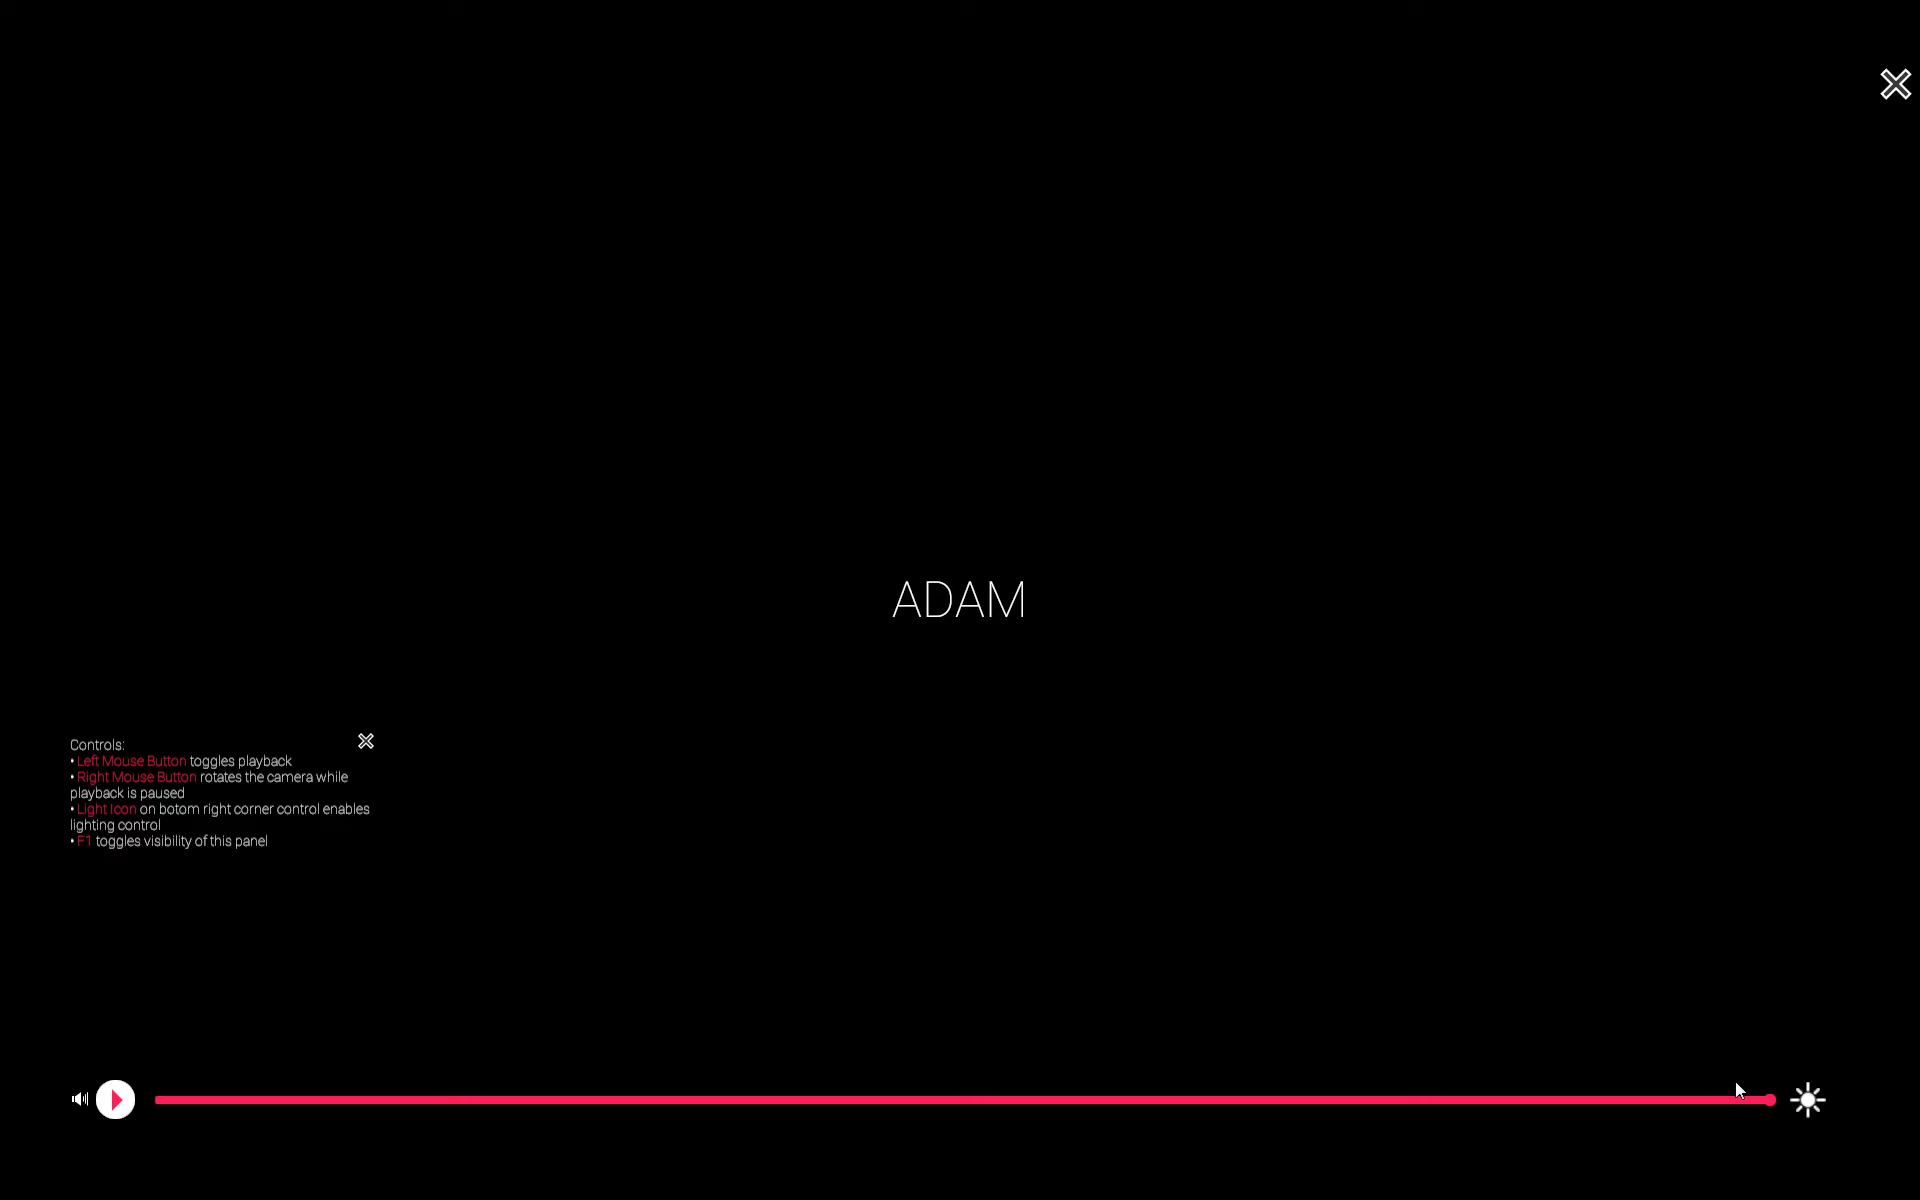 ADAM
Controls:
• Left Mouse Button toggles playback
• Right Mouse Button rotates the camera while
playback is paused
• Light Icon on botom right corner control enables
lighting control
• F1 toggles visibility of this panel